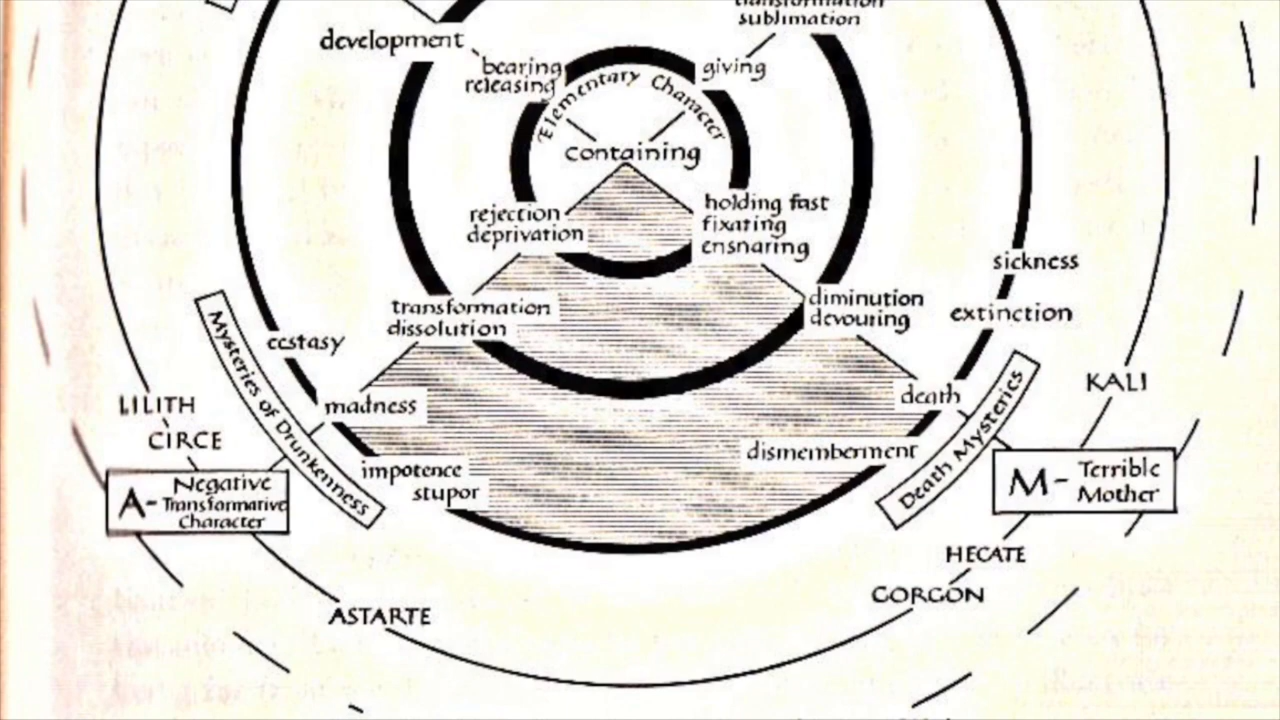 transformation
sublimation
development
bearing
releasing
giving
Elementary Character
containing
rejection
deprivation
holding fast
fixating
ensnaring
sickness
transformation
dissolution
diminution
devouring
extinction
ecstasy
Mysteries of Drunkenness
madness
death
Death Mysteries
KALI
LILITH
CIRCE
dismemberment
impotence
stupor
A- Negative
Transformative
Character
M- Terrible
Mother
HECATE
GORGON
ASTARTE